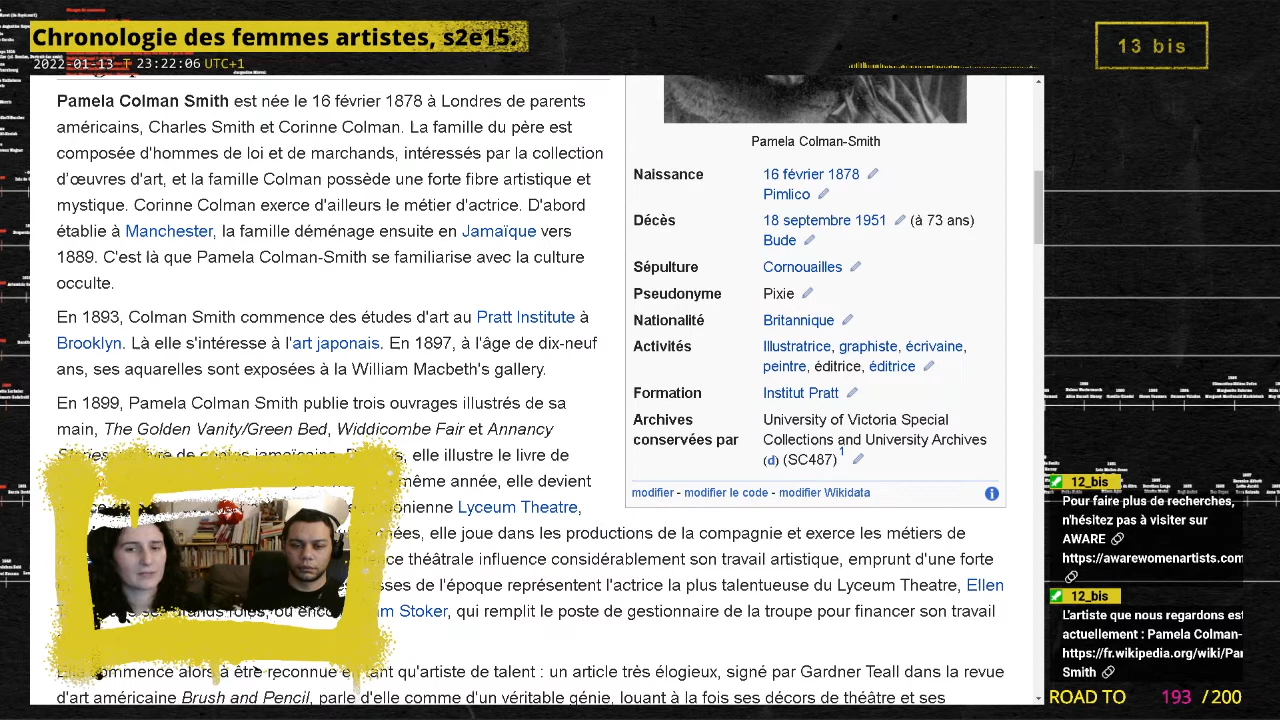 Chronologie des femmes artistes, s2e15
2022-01-13 T 23:22:06 UTC+1
13 bis
Pamela Colman Smith est née le 16 février 1878 à Londres de parents
américains, Charles Smith et Corinne Colman. La famille du père est
composée d'hommes de loi et de marchands, intéressés par la collection
d'œuvres d'art, et la famille Colman possède une forte fibre artistique et
mystique. Corinne Colman exerce d'ailleurs le métier d'actrice. D'abord
établie à Manchester, la famille déménage ensuite en Jamaïque vers
1889. C'est là que Pamela Colman-Smith se familiarise avec la culture
occulte.
En 1893, Colman Smith commence des études d'art au Pratt Institute à
Brooklyn. Là elle s'intéresse à l'art japonais. En 1897, à l'âge de dix-neuf
ans, ses aquarelles sont exposées à la William Macbeth's gallery.
En 1899, Pamela Colman Smith publie trois ouvrages illustrés de sa
main, The Golden Vanity/Green Bed, Widdicombe Fair et Annancy
elle illustre le livre de
même année, elle devient
Lyceum Theatre,
elle joue dans les productions de la compagnie et exerce les métiers de
théâtrale influence considérablement son travail artistique, emprunt d'une forte
de l'époque représentent l'actrice la plus talentueuse du Lyceum Theatre, Ellen
Stoker, qui remplit le poste de gestionnaire de la troupe pour financer son travail
commence alors à être reconnue en tant qu'artiste de talent : un article très élogieux, signé par Gardner Teall dans la revue
d'art américaine Brush and Pencil, parle d'elle comme d'un véritable génie, louant à la fois ses décors de théâtre et ses
Pamela Colman-Smith
Naissance 16 février 1878
Pimlico
Décès 18 septembre 1951 (à 73 ans)
Bude
Sépulture Cornouailles
Pseudonyme Pixie
Nationalité Britannique
Activités Illustratrice, graphiste, écrivaine,
peintre, éditrice, éditrice
Formation Institut Pratt
Archives University of Victoria Special
conservées par Collections and University Archives
(d) (SC487) 1
modifier - modifier le code - modifier Wikidata
12_bis
Pour faire plus de recherches,
n'hésitez pas à visiter sur
AWARE
https://awarewomenartists.com
12_bis
L'artiste que nous regardons est
actuellement : Pamela Colman-
https://fr.wikipedia.org/wiki/Pa
Smith
ROAD TO 193 / 200